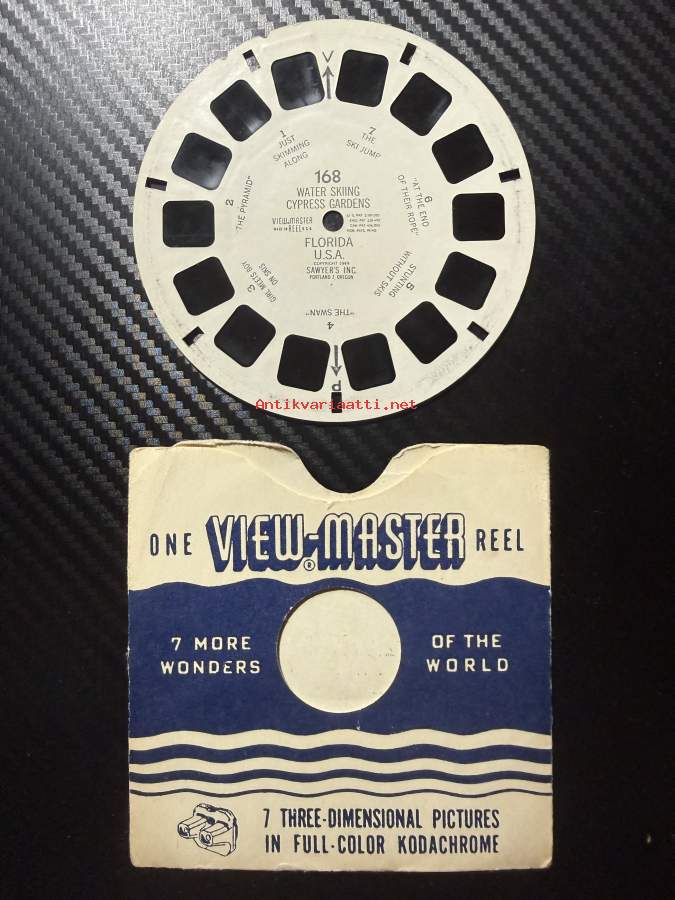 V
1
JUST
SKIMMING
ALONG
7
THE
SKI JUMP
168
WATER SKIING
CYPRESS GARDENS
VIEW-MASTER
REEL
FLORIDA
U.S.A.
SAWYER'S INC.
PORTLAND 7, OREGON
2
"THE PYRAMID"
6
"AT THE END
OF THEIR ROPE"
3
GIRL MEETS BOY
ON SKIS
5
STUNTING
WITHOUT SKIS
4
"THE SWAN"
P
Antikvariaatti.net
ONE VIEW-MASTER REEL
®
7 MORE
WONDERS
OF THE
WORLD
7 THREE-DIMENSIONAL PICTURES
IN FULL-COLOR KODACHROME